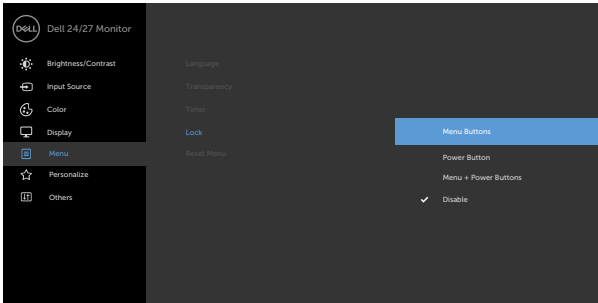 DELL
Dell 24/27 Monitor
Brightness/Contrast
Input Source
Color
Display
Menu
Personalize
Others
Language
Transparency
Timer
Lock
Reset Menu
Menu Buttons
Power Button
Menu + Power Buttons
Disable